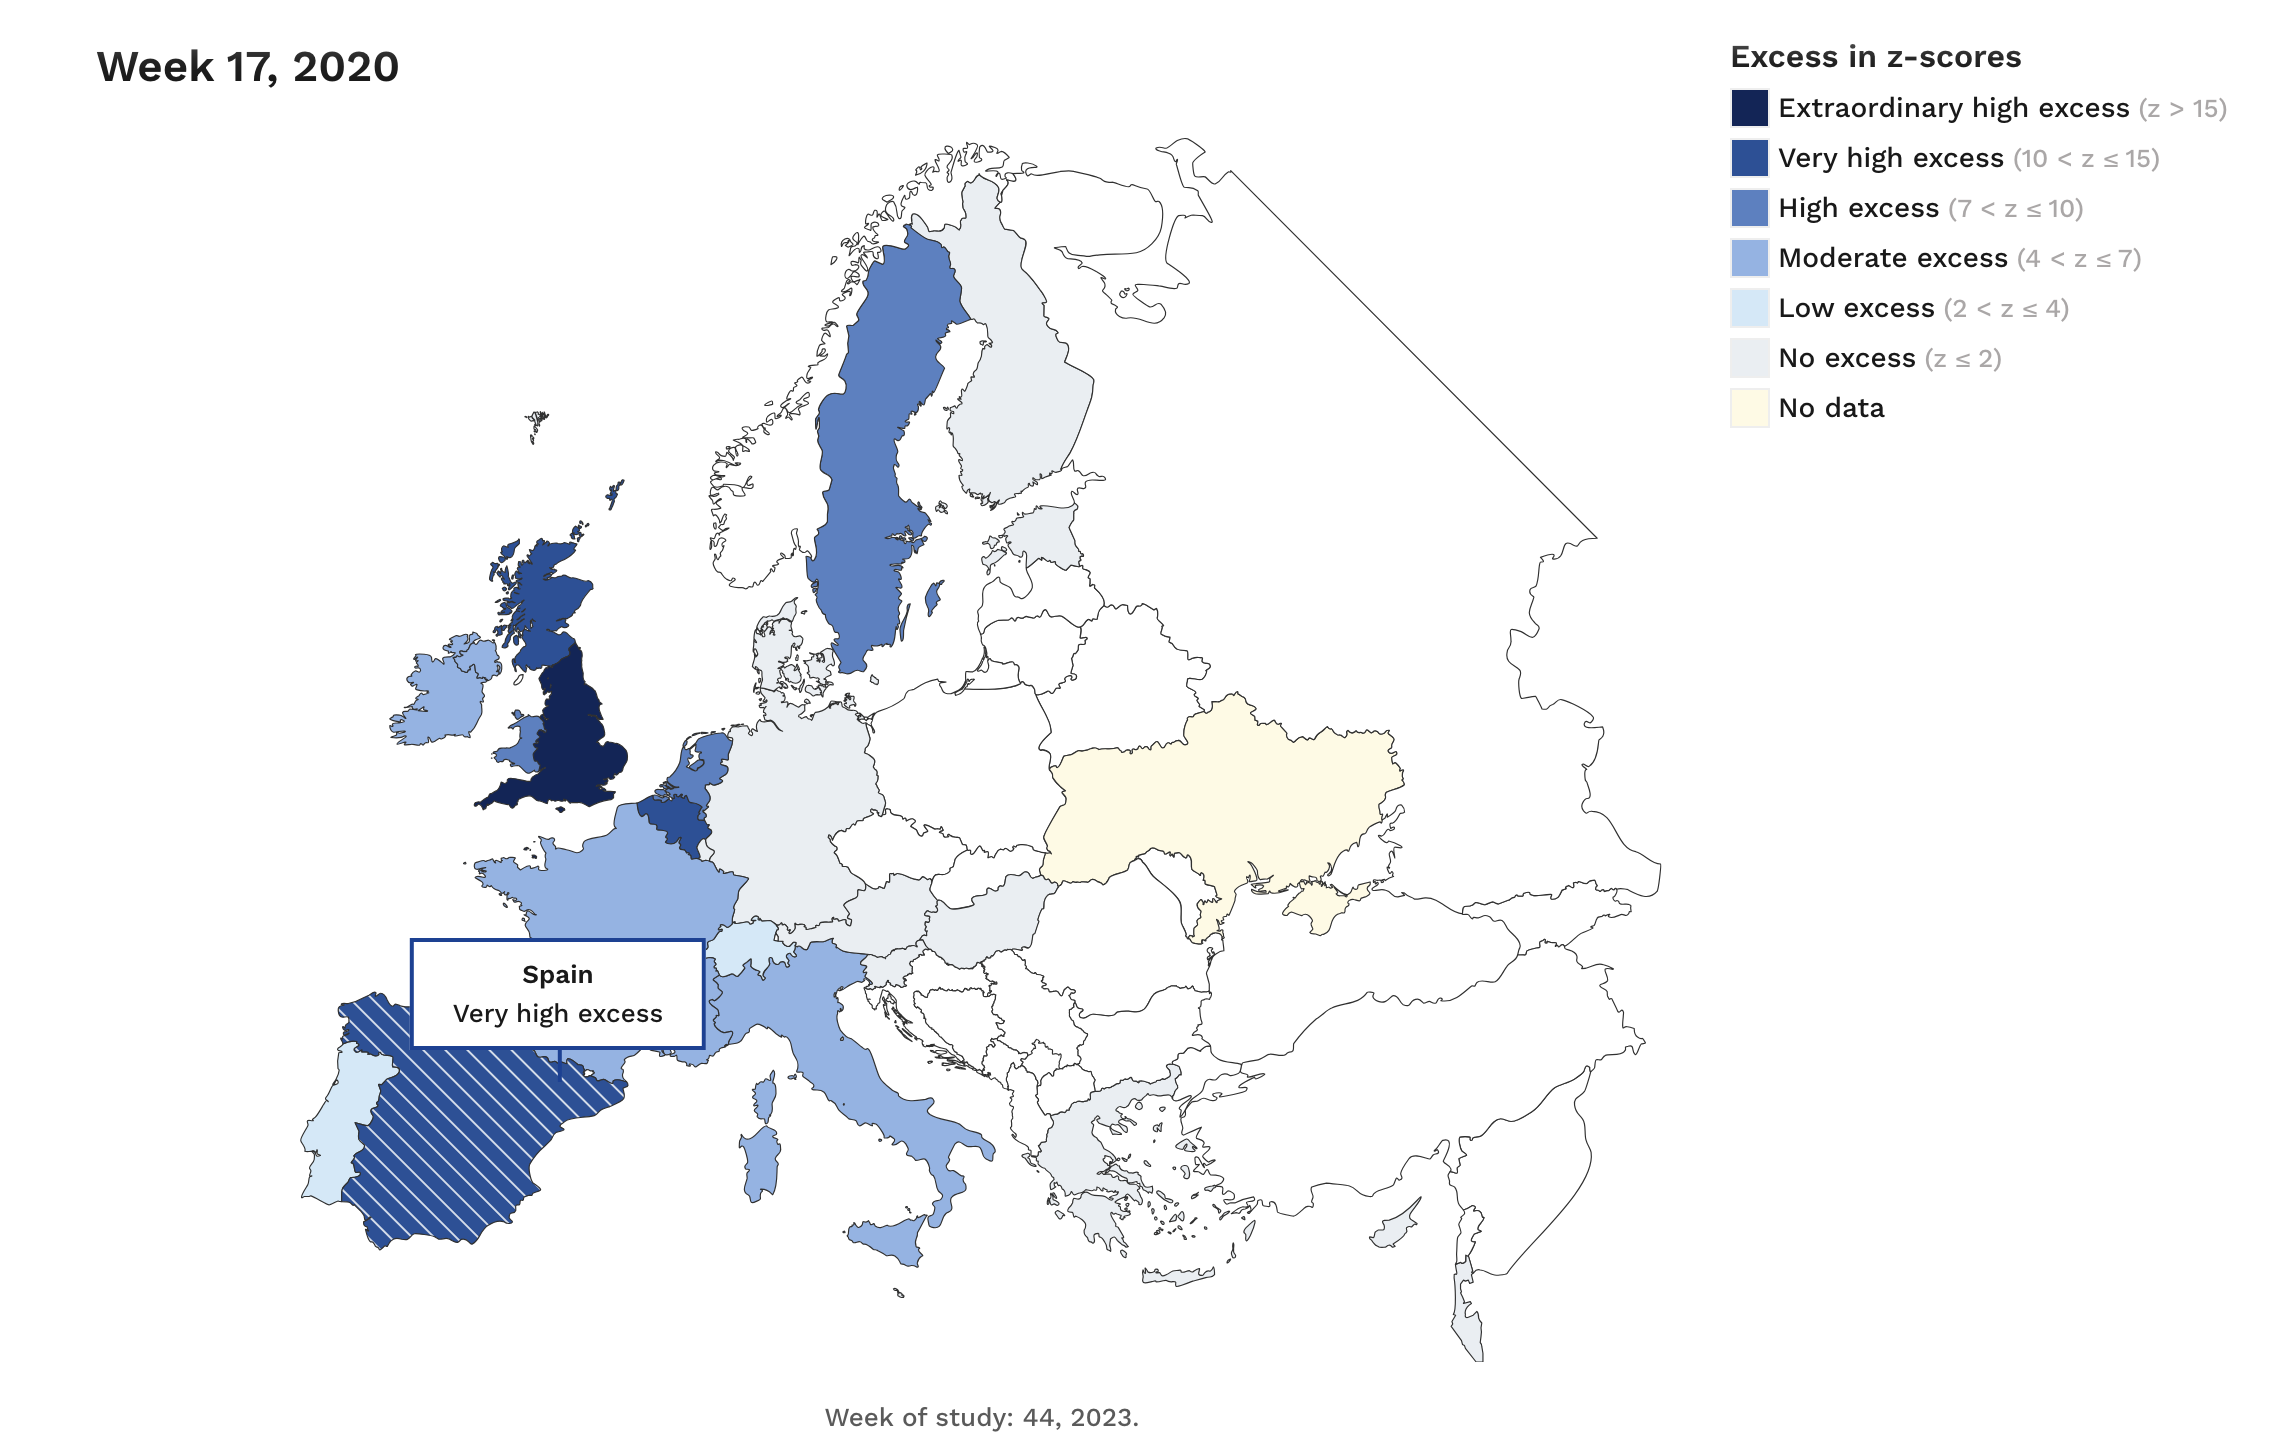 Week 17, 2020
Excess in z-scores
Extraordinary high excess (z > 15)
Very high excess (10 < z ≤ 15)
High excess (7 < z ≤ 10)
Moderate excess (4 < z ≤ 7)
Low excess (2 < z ≤ 4)
No excess (z ≤ 2)
No data
Spain
Very high excess
Week of study: 44, 2023.